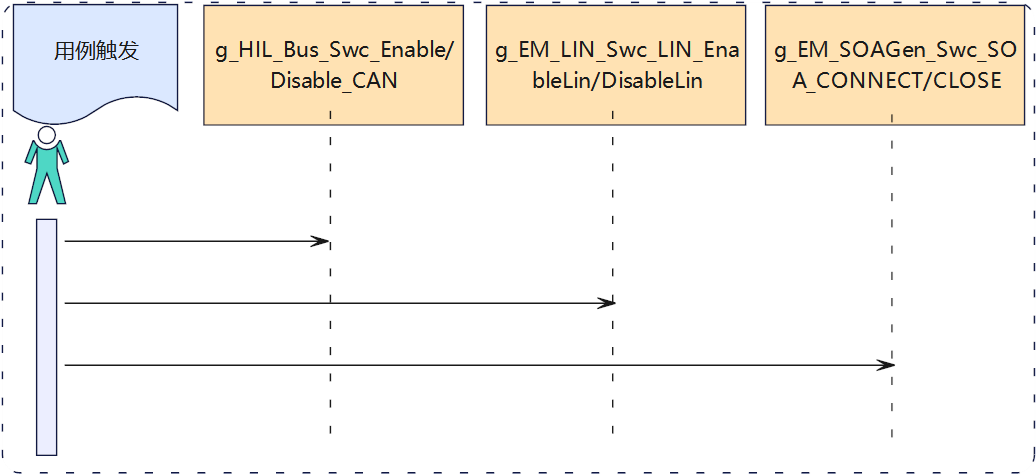 用例触发
g_HIL_Bus_Swc_Enable/
Disable_CAN
g_EM_LIN_Swc_LIN_Ena
bleLin/DisableLin
g_EM_SOAGen_Swc_SO
A_CONNECT/CLOSE